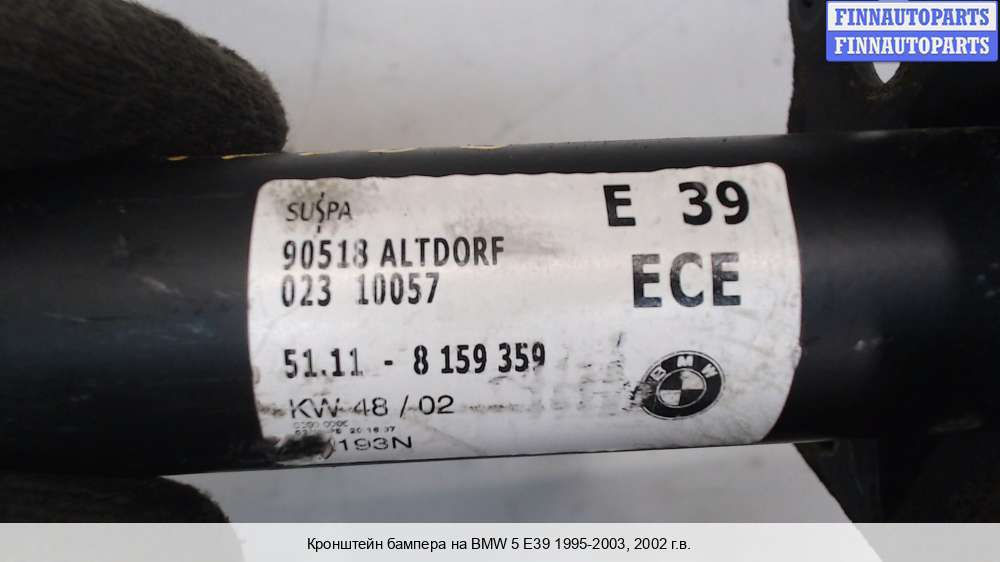 FINNAUTOPARTS
FINNAUTOPARTS
SUSPA
E 39
90518 ALTDORF
ECE
023 10057
51.11 - 8 159 359
BMW
KW 48 / 02
193N
Кронштейн бампера на BMW 5 E39 1995-2003, 2002 г.в.